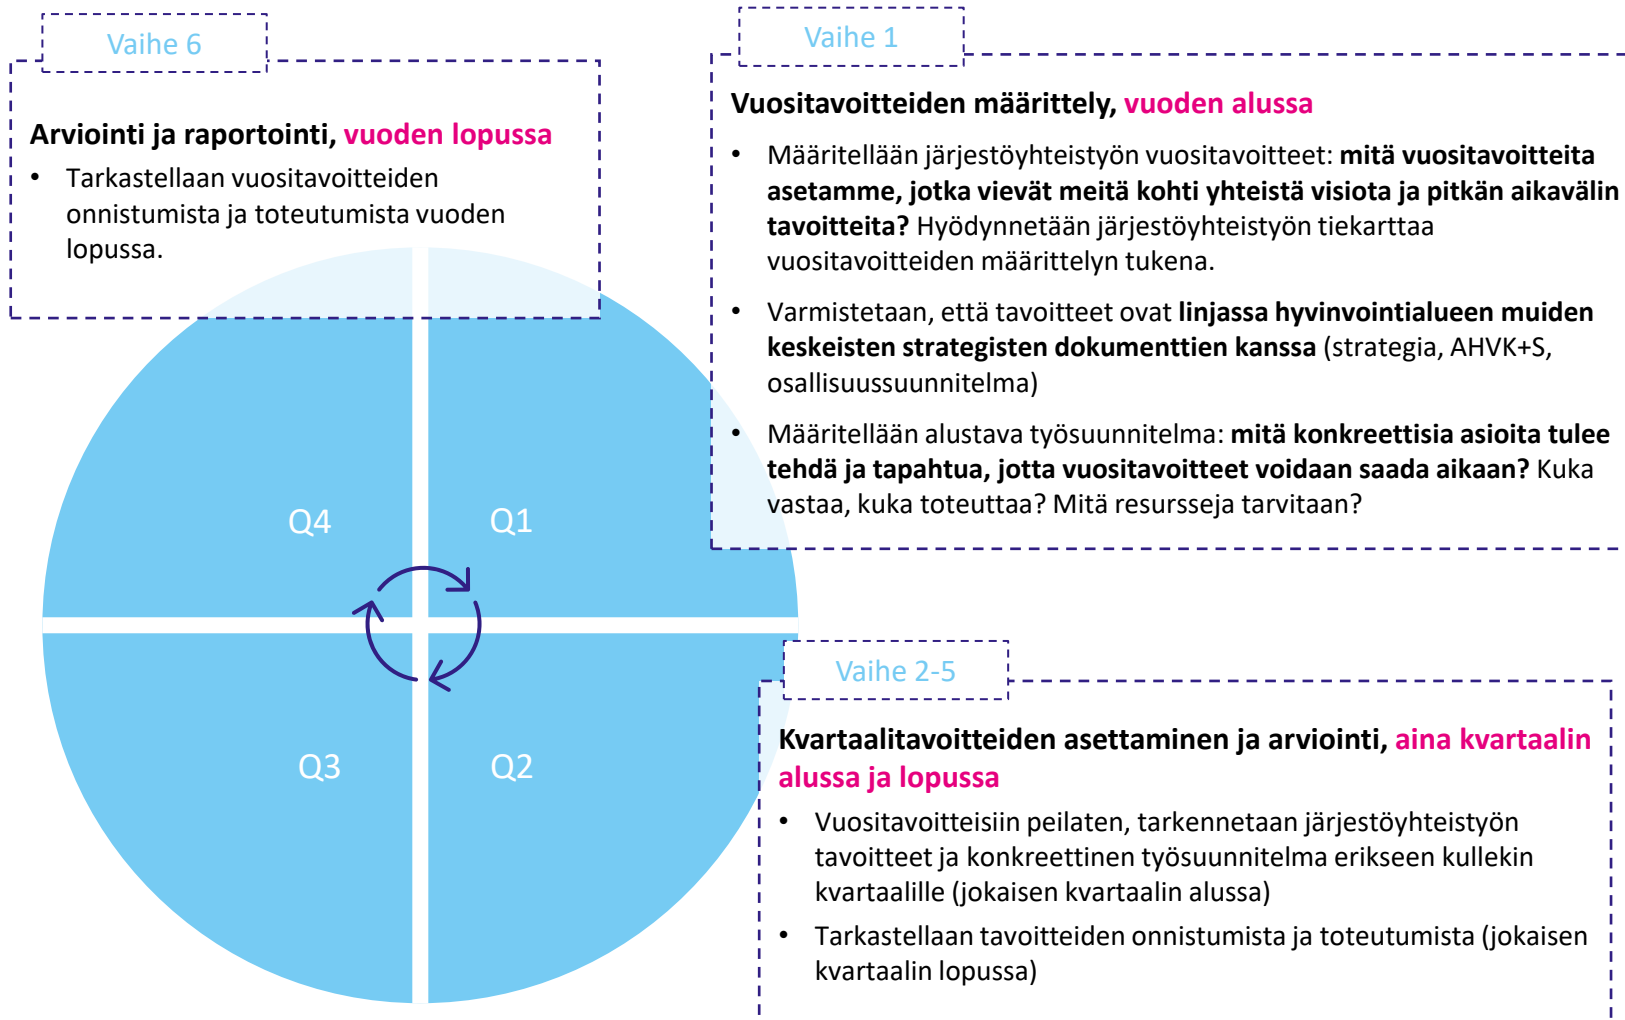 Vaihe 6
Arviointi ja raportointi, vuoden lopussa
• Tarkastellaan vuositavoitteiden
onnistumista ja toteutumista vuoden
lopussa.
Vaihe 1
Vuositavoitteiden määrittely, vuoden alussa
• Määritellään järjestöyhteistyön vuositavoitteet: mitä vuositavoitteita
asetamme, jotka vievät meitä kohti yhteistä visiota ja pitkän aikavälin
tavoitteita? Hyödynnetään järjestöyhteistyön tiekarttaa
vuositavoitteiden määrittelyn tukena.
• Varmistetaan, että tavoitteet ovat linjassa hyvinvointialueen muiden
keskeisten strategisten dokumenttien kanssa (strategia, AHVK+S,
osallisuussuunnitelma)
• Määritellään alustava työsuunnitelma: mitä konkreettisia asioita tulee
tehdä ja tapahtua, jotta vuositavoitteet voidaan saada aikaan? Kuka
vastaa, kuka toteuttaa? Mitä resursseja tarvitaan?
Q4
Q1
Q3
Q2
Vaihe 2-5
Kvartaalitavoitteiden asettaminen ja arviointi, aina kvartaalin
alussa ja lopussa
• Vuositavoitteisiin peilaten, tarkennetaan järjestöyhteistyön
tavoitteet ja konkreettinen työsuunnitelma erikseen kullekin
kvartaalille (jokaisen kvartaalin alussa)
• Tarkastellaan tavoitteiden onnistumista ja toteutumista (jokaisen
kvartaalin lopussa)